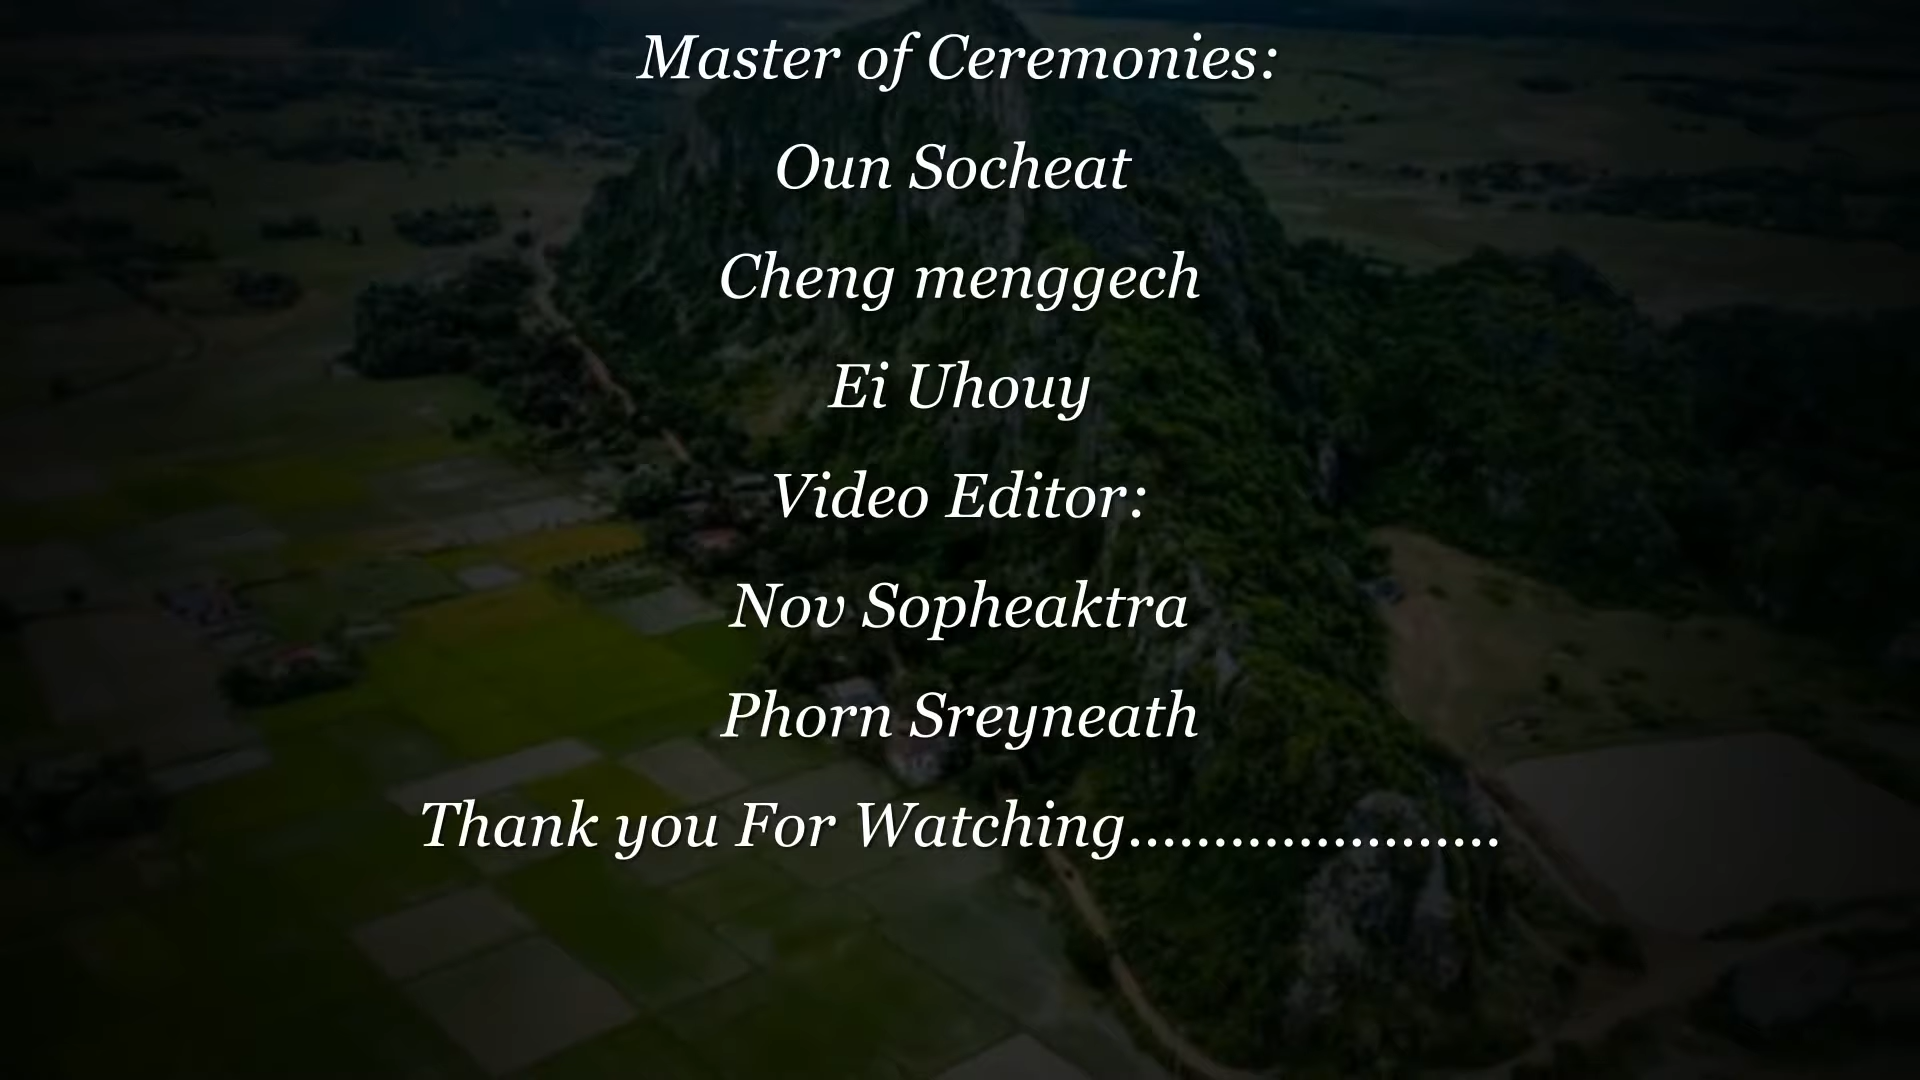 Master of Ceremonies:
Oun Socheat
Cheng menggech
Ei Uhouy
Video Editor:
Nov Sopheaktra
Phorn Sreyneath
Thank you For Watching......................